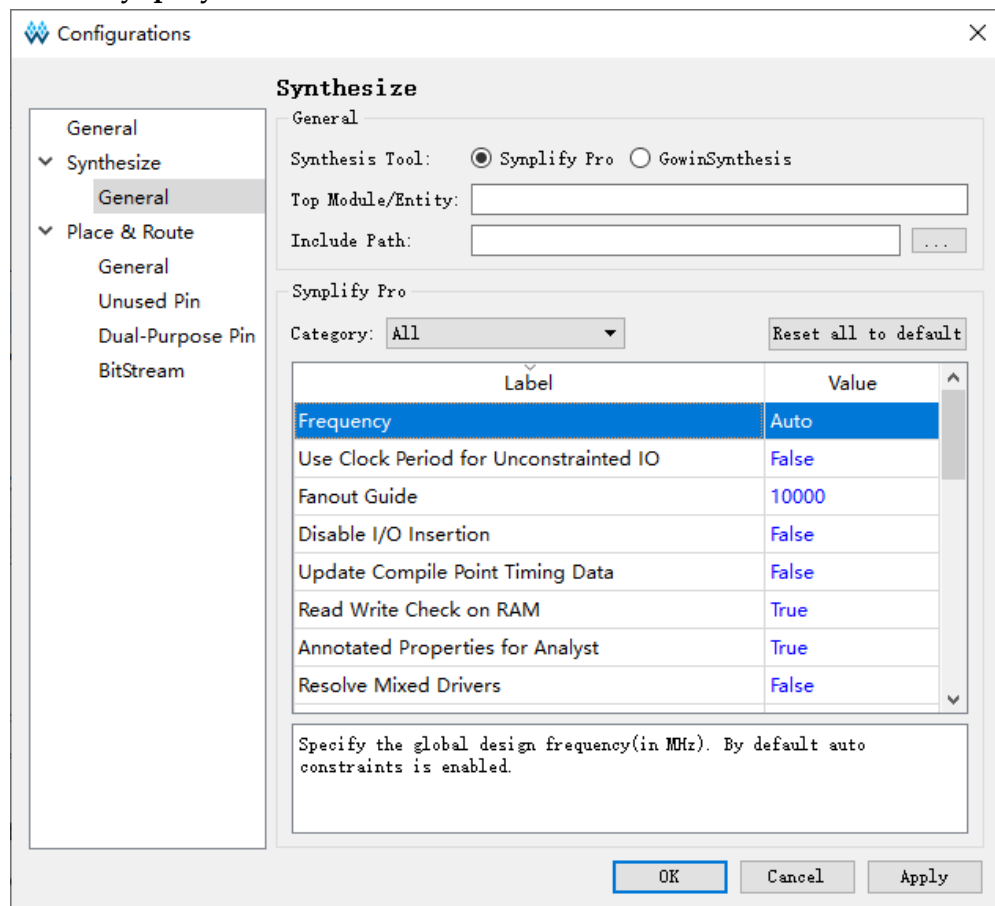 Configurations
Synthesize
General
Synthesize
General
Place & Route
General
Unused Pin
Dual-Purpose Pin
BitStream
General
Synthesis Tool: Synplify Pro GowinSynthesis
Top Module/Entity:
Include Path: ...
Synplify Pro
Category: All Reset all to default
Label Value
Frequency Auto
Use Clock Period for Unconstrainted IO False
Fanout Guide 10000
Disable I/O Insertion False
Update Compile Point Timing Data False
Read Write Check on RAM True
Annotated Properties for Analyst True
Resolve Mixed Drivers False
Specify the global design frequency(in MHz). By default auto
constraints is enabled.
OK Cancel Apply